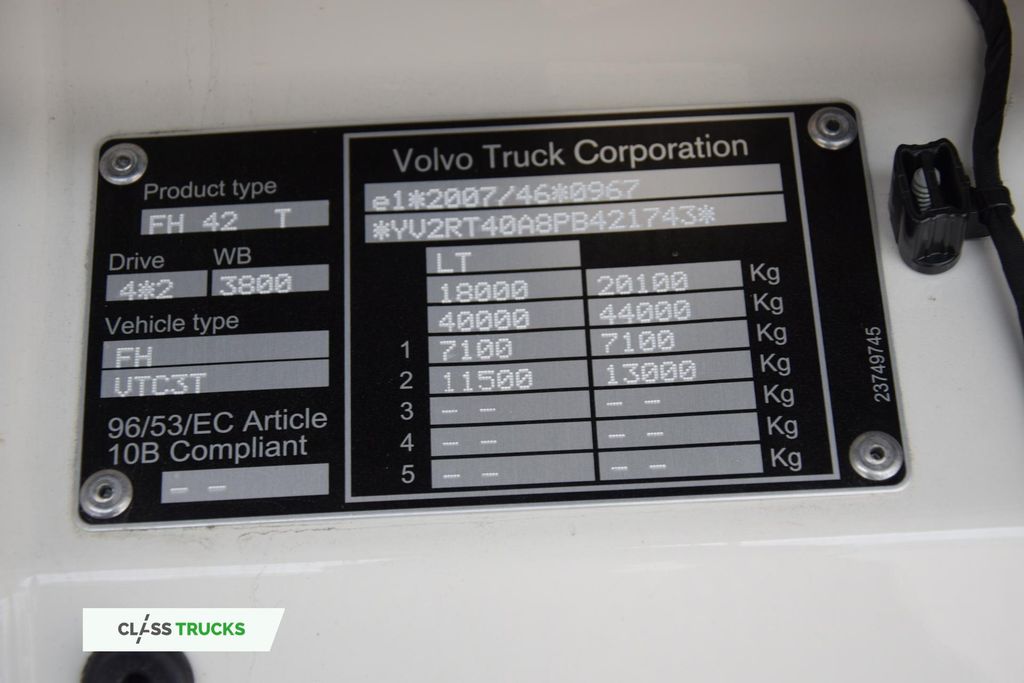 Volvo Truck Corporation
Product type
FH 42 T
Drive WB
4*2 3800
Vehicle type
FH
VTC3T
96/53/EC Article
10B Compliant
-- --
e1*2007/46*0967
*YV2RT40A8PB421743*
LT
18000 20100 Kg
40000 44000 Kg
1 7100 7100 Kg
2 11500 13000 Kg
3 -- -- -- -- Kg
4 -- -- -- -- Kg
5 -- -- -- -- Kg
23749745
CLASS TRUCKS